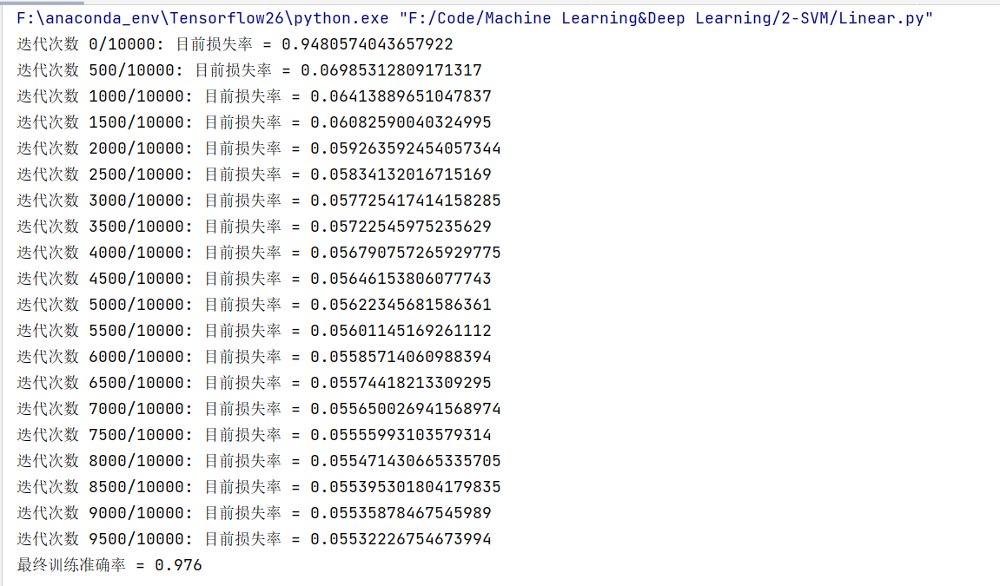 F:\anaconda_env\Tensorflow26\python.exe "F:/Code/Machine Learning&Deep Learning/2-SVM/Linear.py"
迭代次数 0/10000: 目前损失率 = 0.9480574043657922
迭代次数 500/10000: 目前损失率 = 0.06985312809171317
迭代次数 1000/10000: 目前损失率 = 0.06413889651047837
迭代次数 1500/10000: 目前损失率 = 0.06082590040324995
迭代次数 2000/10000: 目前损失率 = 0.059263592454057344
迭代次数 2500/10000: 目前损失率 = 0.05834132016715169
迭代次数 3000/10000: 目前损失率 = 0.057725417414158285
迭代次数 3500/10000: 目前损失率 = 0.05722545975235629
迭代次数 4000/10000: 目前损失率 = 0.056790757265929775
迭代次数 4500/10000: 目前损失率 = 0.05646153806077743
迭代次数 5000/10000: 目前损失率 = 0.05622345681586361
迭代次数 5500/10000: 目前损失率 = 0.05601145169261112
迭代次数 6000/10000: 目前损失率 = 0.05585714060988394
迭代次数 6500/10000: 目前损失率 = 0.05574418213309295
迭代次数 7000/10000: 目前损失率 = 0.055650026941568974
迭代次数 7500/10000: 目前损失率 = 0.05555993103579314
迭代次数 8000/10000: 目前损失率 = 0.055471430665335705
迭代次数 8500/10000: 目前损失率 = 0.055395301804179835
迭代次数 9000/10000: 目前损失率 = 0.05535878467545989
迭代次数 9500/10000: 目前损失率 = 0.05532226754673994
最终训练准确率 = 0.976